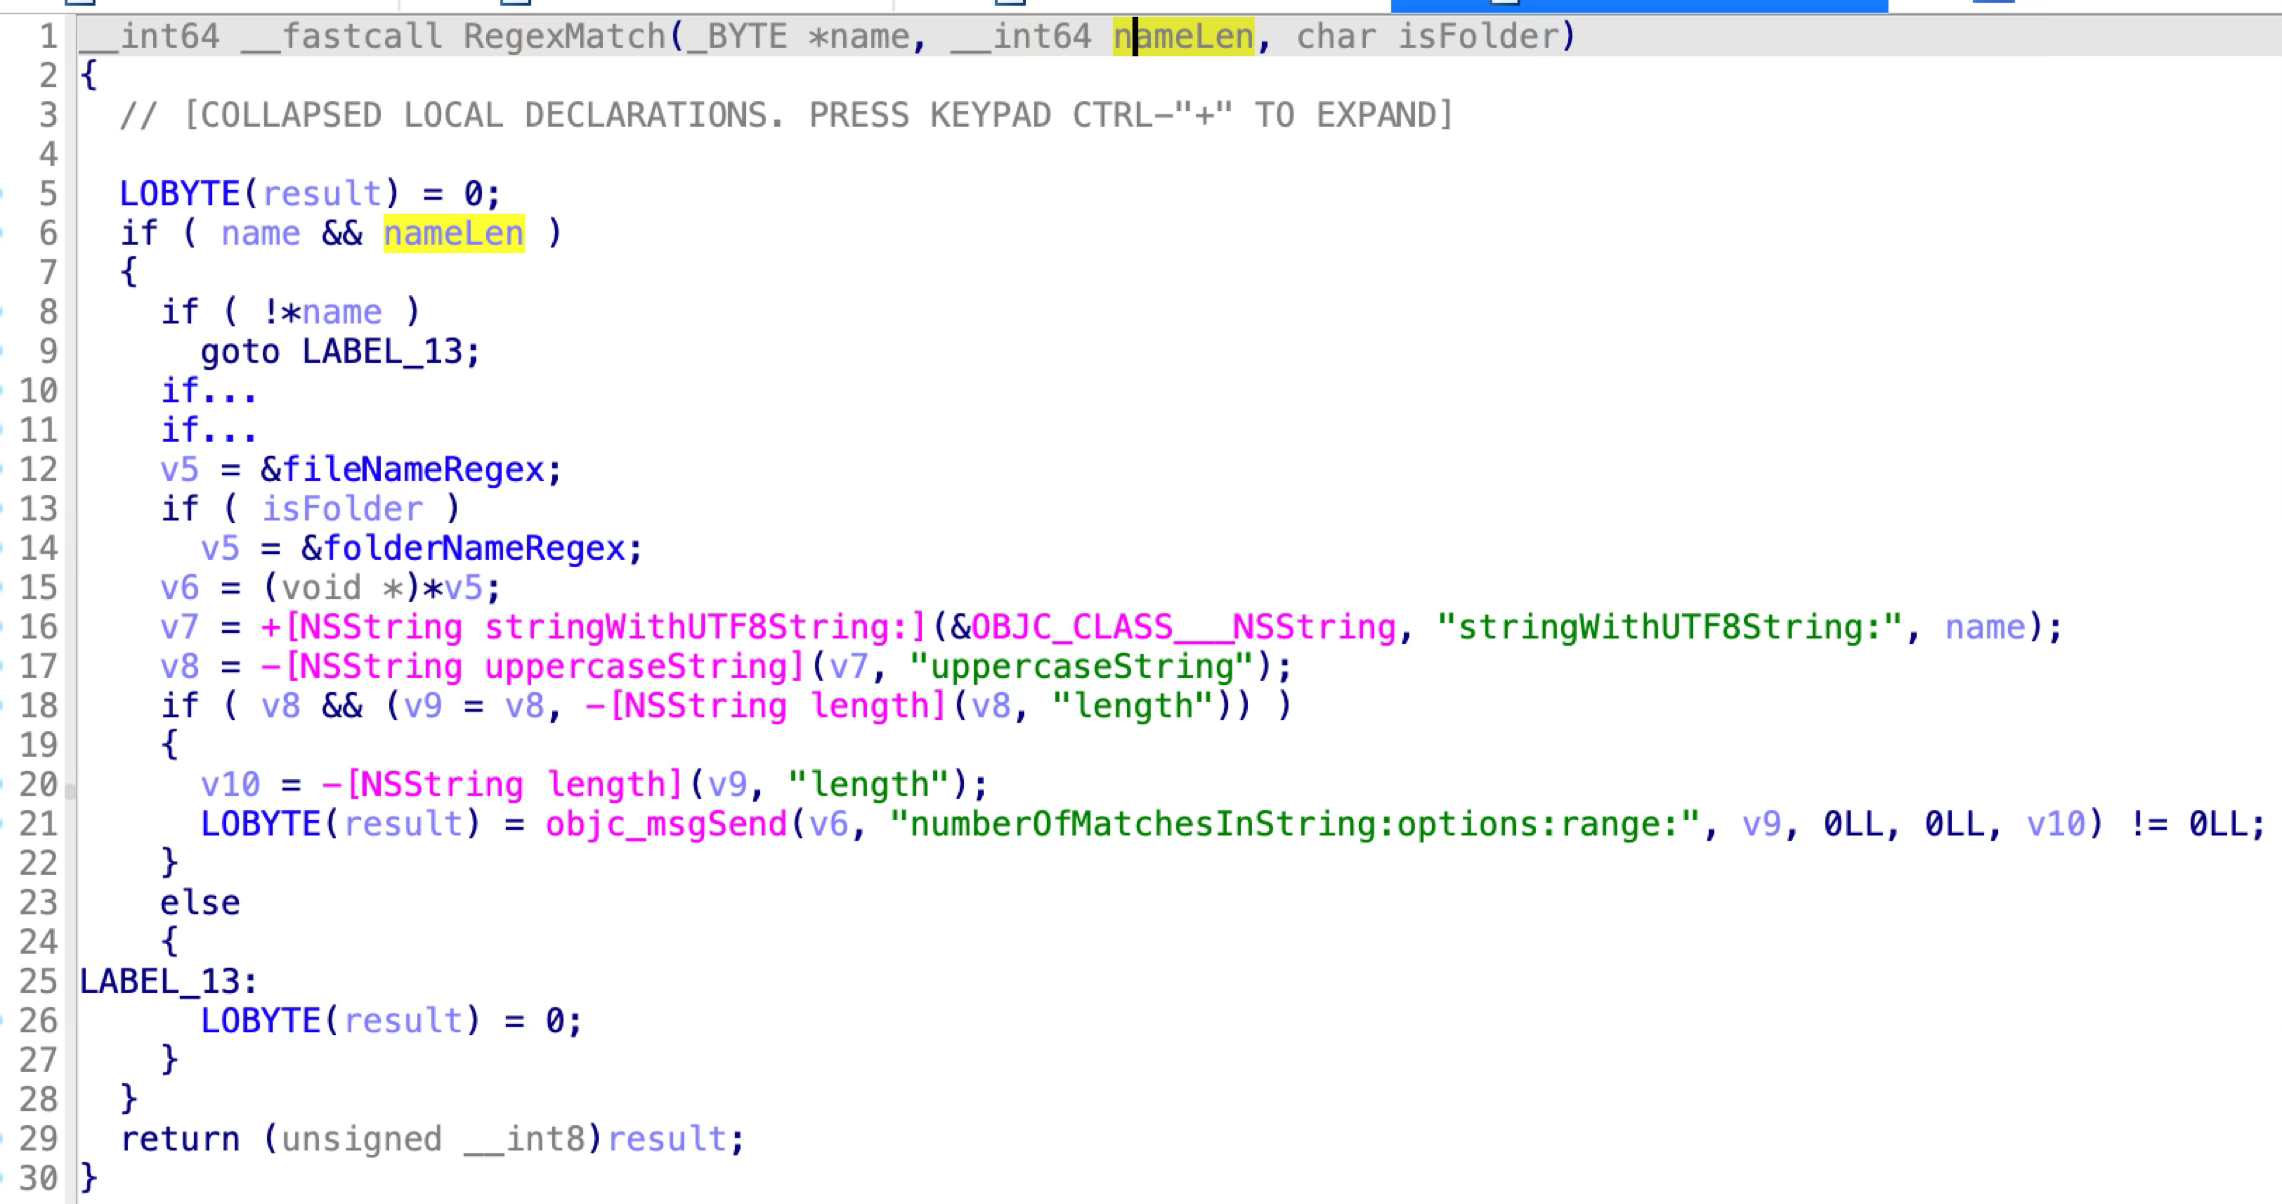 1 __int64 __fastcall RegexMatch(_BYTE *name, __int64 nameLen, char isFolder)
2 {
3   // [COLLAPSED LOCAL DECLARATIONS. PRESS KEYPAD CTRL-"+" TO EXPAND]
4
5   LOBYTE(result) = 0;
6   if ( name && nameLen )
7   {
8     if ( !*name )
9       goto LABEL_13;
10     if...
11     if...
12     v5 = &fileNameRegex;
13     if ( isFolder )
14       v5 = &folderNameRegex;
15     v6 = (void *)*v5;
16     v7 = +[NSString stringWithUTF8String:](&OBJC_CLASS___NSString, "stringWithUTF8String:", name);
17     v8 = -[NSString uppercaseString](v7, "uppercaseString");
18     if ( v8 && (v9 = v8, -[NSString length](v8, "length")) )
19     {
20       v10 = -[NSString length](v9, "length");
21       LOBYTE(result) = objc_msgSend(v6, "numberOfMatchesInString:options:range:", v9, 0LL, 0LL, v10) != 0LL;
22     }
23     else
24     {
25 LABEL_13:
26       LOBYTE(result) = 0;
27     }
28   }
29   return (unsigned __int8)result;
30 }